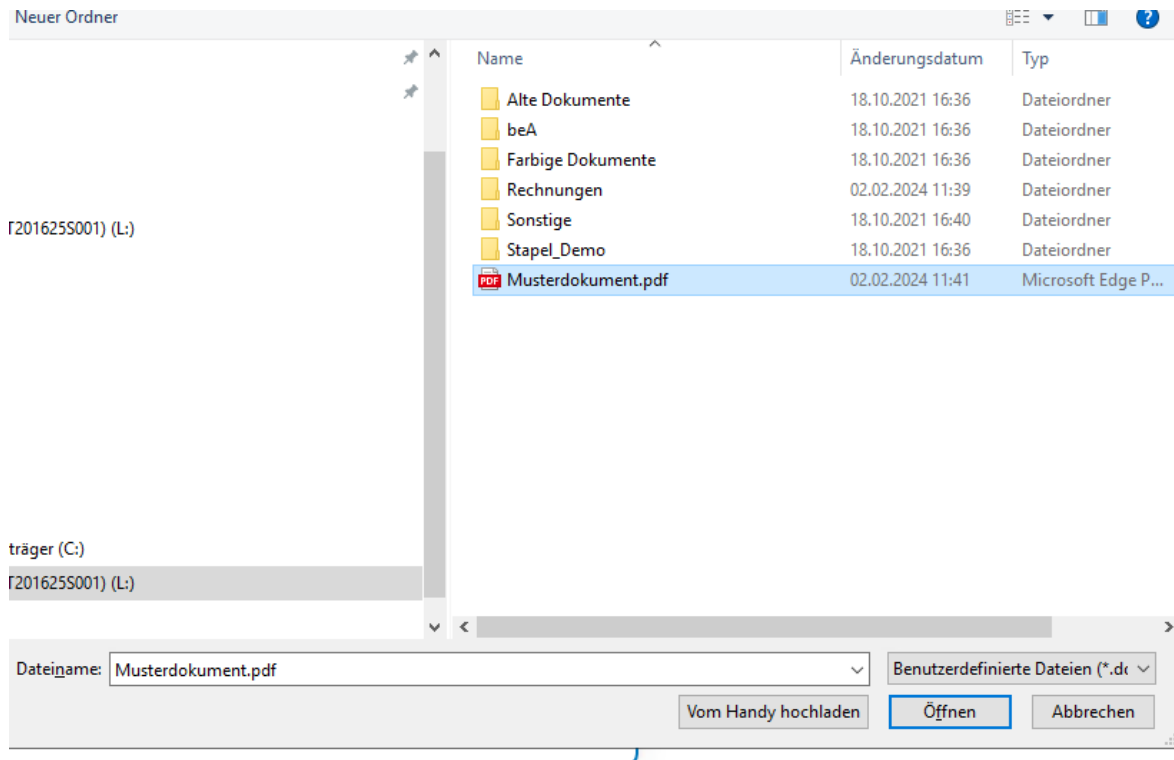 Neuer Ordner
?
Name Änderungsdatum Typ
Alte Dokumente 18.10.2021 16:36 Dateiordner
beA 18.10.2021 16:36 Dateiordner
Farbige Dokumente 18.10.2021 16:36 Dateiordner
Rechnungen 02.02.2024 11:39 Dateiordner
Sonstige 18.10.2021 16:40 Dateiordner
Stapel_Demo 18.10.2021 16:36 Dateiordner
PDF Musterdokument.pdf 02.02.2024 11:41 Microsoft Edge P...
T201625S001) (L:)
träger (C:)
T201625S001) (L:)
Dateiname: Musterdokument.pdf Benutzerdefinierte Dateien (*.dc
Vom Handy hochladen Öffnen Abbrechen